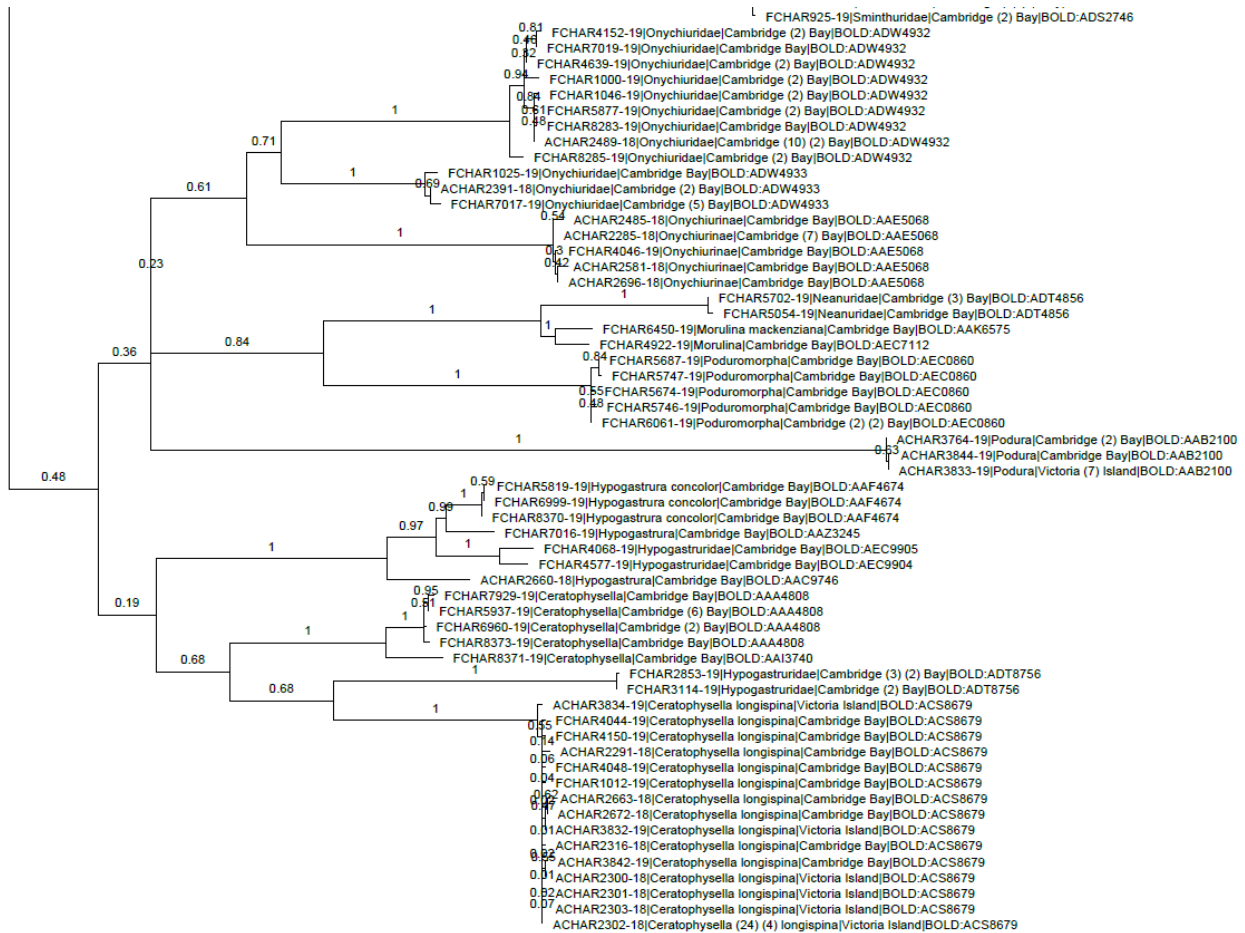 FCHAR925-19|Sminthuridae|Cambridge (2) Bay|BOLD:ADS2746
0.81
FCHAR4152-19|Onychiuridae|Cambridge (2) Bay|BOLD:ADW4932
0.46
FCHAR7019-19|Onychiuridae|Cambridge Bay|BOLD:ADW4932
0.82
FCHAR4639-19|Onychiuridae|Cambridge (2) Bay|BOLD:ADW4932
0.94
FCHAR1000-19|Onychiuridae|Cambridge (2) Bay|BOLD:ADW4932
0.84
FCHAR1046-19|Onychiuridae|Cambridge (2) Bay|BOLD:ADW4932
1
0.61
FCHAR5877-19|Onychiuridae|Cambridge (2) Bay|BOLD:ADW4932
0.48
FCHAR8283-19|Onychiuridae|Cambridge Bay|BOLD:ADW4932
0.71
ACHAR2489-18|Onychiuridae|Cambridge (10) (2) Bay|BOLD:ADW4932
FCHAR8285-19|Onychiuridae|Cambridge (2) Bay|BOLD:ADW4932
1
FCHAR1025-19|Onychiuridae|Cambridge Bay|BOLD:ADW4933
0.61
0.69
ACHAR2391-18|Onychiuridae|Cambridge (2) Bay|BOLD:ADW4933
FCHAR7017-19|Onychiuridae|Cambridge (5) Bay|BOLD:ADW4933
0.54
ACHAR2485-18|Onychiurinae|Cambridge Bay|BOLD:AAE5068
1
ACHAR2285-18|Onychiurinae|Cambridge (7) Bay|BOLD:AAE5068
0.3
FCHAR4046-19|Onychiurinae|Cambridge Bay|BOLD:AAE5068
0.23
0.42
ACHAR2581-18|Onychiurinae|Cambridge Bay|BOLD:AAE5068
ACHAR2696-18|Onychiurinae|Cambridge Bay|BOLD:AAE5068
1
FCHAR5702-19|Neanuridae|Cambridge (3) Bay|BOLD:ADT4856
1
FCHAR5054-19|Neanuridae|Cambridge Bay|BOLD:ADT4856
1
FCHAR6450-19|Morulina mackenziana|Cambridge Bay|BOLD:AAK6575
0.36
0.84
FCHAR4922-19|Morulina|Cambridge Bay|BOLD:AEC7112
0.84
FCHAR5687-19|Poduromorpha|Cambridge Bay|BOLD:AEC0860
1
FCHAR5747-19|Poduromorpha|Cambridge Bay|BOLD:AEC0860
0.55
FCHAR5674-19|Poduromorpha|Cambridge Bay|BOLD:AEC0860
0.48
FCHAR5746-19|Poduromorpha|Cambridge Bay|BOLD:AEC0860
FCHAR6061-19|Poduromorpha|Cambridge (2) (2) Bay|BOLD:AEC0860
1
ACHAR3764-19|Podura|Cambridge (2) Bay|BOLD:AAB2100
0.63
ACHAR3844-19|Podura|Cambridge Bay|BOLD:AAB2100
ACHAR3833-19|Podura|Victoria (7) Island|BOLD:AAB2100
0.48
0.59
FCHAR5819-19|Hypogastrura concolor|Cambridge Bay|BOLD:AAF4674
1
FCHAR6999-19|Hypogastrura concolor|Cambridge Bay|BOLD:AAF4674
0.99
FCHAR8370-19|Hypogastrura concolor|Cambridge Bay|BOLD:AAF4674
0.97
FCHAR7016-19|Hypogastrura|Cambridge Bay|BOLD:AAZ3245
1
1
FCHAR4068-19|Hypogastruridae|Cambridge Bay|BOLD:AEC9905
FCHAR4577-19|Hypogastruridae|Cambridge Bay|BOLD:AEC9904
ACHAR2660-18|Hypogastrura|Cambridge Bay|BOLD:AAC9746
0.95
FCHAR7929-19|Ceratophysella|Cambridge Bay|BOLD:AAA4808
0.19
0.81
FCHAR5937-19|Ceratophysella|Cambridge (6) Bay|BOLD:AAA4808
1
FCHAR6960-19|Ceratophysella|Cambridge (2) Bay|BOLD:AAA4808
1
FCHAR8373-19|Ceratophysella|Cambridge Bay|BOLD:AAA4808
FCHAR8371-19|Ceratophysella|Cambridge Bay|BOLD:AAI3740
0.68
1
FCHAR2853-19|Hypogastruridae|Cambridge (3) (2) Bay|BOLD:ADT8756
0.68
FCHAR3114-19|Hypogastruridae|Cambridge (2) Bay|BOLD:ADT8756
1
ACHAR3834-19|Ceratophysella longispina|Victoria Island|BOLD:ACS8679
FCHAR4044-19|Ceratophysella longispina|Cambridge Bay|BOLD:ACS8679
0.55
FCHAR4150-19|Ceratophysella longispina|Cambridge Bay|BOLD:ACS8679
0.14
ACHAR2291-18|Ceratophysella longispina|Cambridge Bay|BOLD:ACS8679
0.06
FCHAR4048-19|Ceratophysella longispina|Cambridge Bay|BOLD:ACS8679
0.04
FCHAR1012-19|Ceratophysella longispina|Cambridge Bay|BOLD:ACS8679
0.62
ACHAR2663-18|Ceratophysella longispina|Cambridge Bay|BOLD:ACS8679
ACHAR2672-18|Ceratophysella longispina|Cambridge Bay|BOLD:ACS8679
0.01
ACHAR3832-19|Ceratophysella longispina|Victoria Island|BOLD:ACS8679
ACHAR2316-18|Ceratophysella longispina|Cambridge Bay|BOLD:ACS8679
ACHAR3842-19|Ceratophysella longispina|Cambridge Bay|BOLD:ACS8679
0.01
ACHAR2300-18|Ceratophysella longispina|Victoria Island|BOLD:ACS8679
0.02
ACHAR2301-18|Ceratophysella longispina|Victoria Island|BOLD:ACS8679
0.07
ACHAR2303-18|Ceratophysella longispina|Victoria Island|BOLD:ACS8679
ACHAR2302-18|Ceratophysella (24) (4) longispina|Victoria Island|BOLD:ACS8679